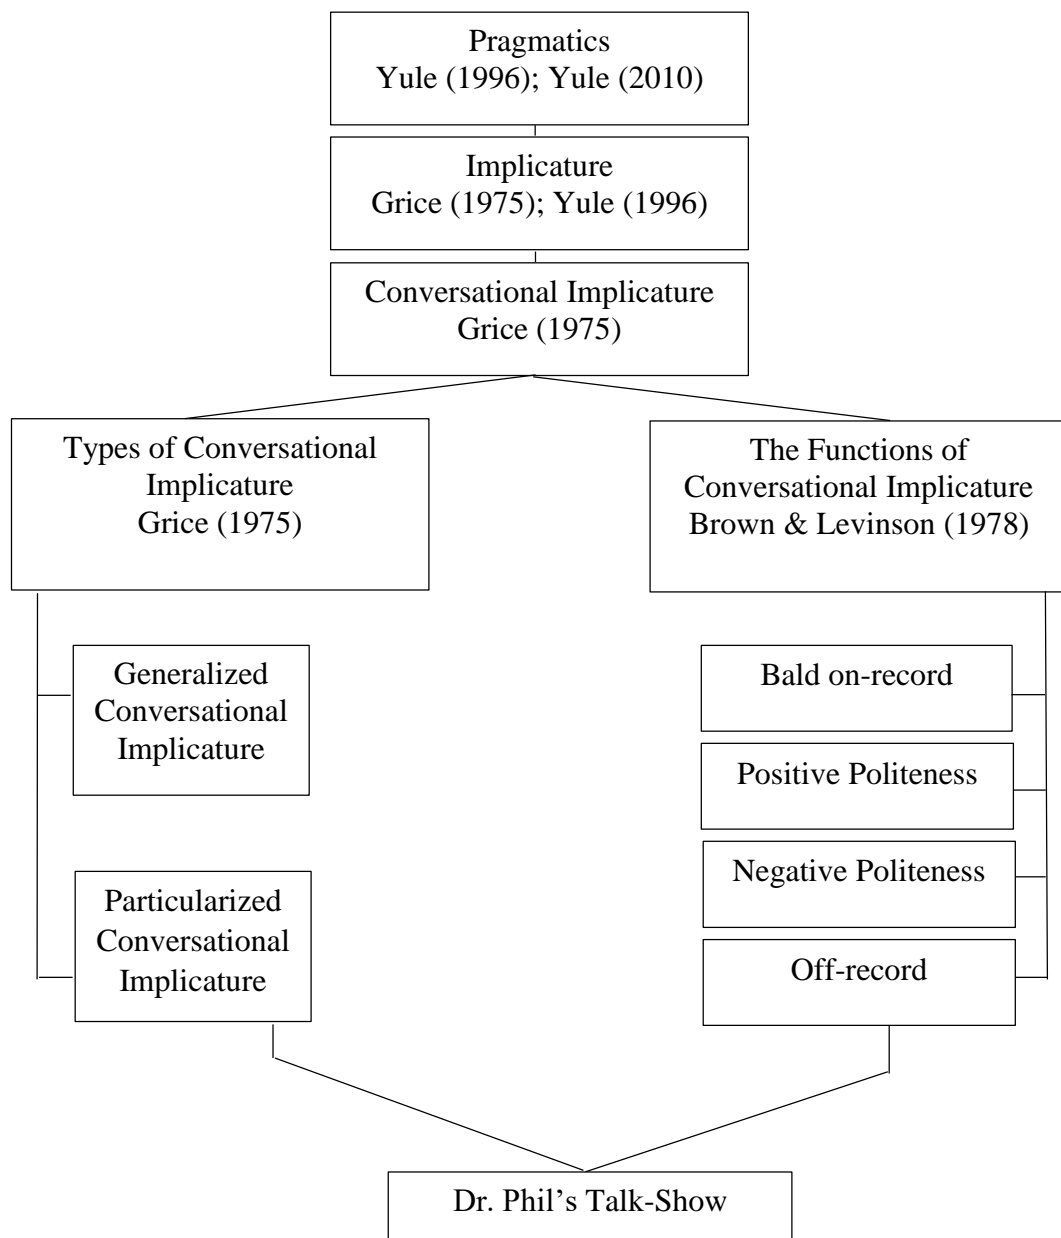 Pragmatics
Yule (1996); Yule (2010)
Implicature
Grice (1975); Yule (1996)
Conversational Implicature
Grice (1975)
Types of Conversational
Implicature
Grice (1975)
The Functions of
Conversational Implicature
Brown & Levinson (1978)
Generalized
Conversational
Implicature
Particularized
Conversational
Implicature
Bald on-record
Positive Politeness
Negative Politeness
Off-record
Dr. Phil’s Talk-Show